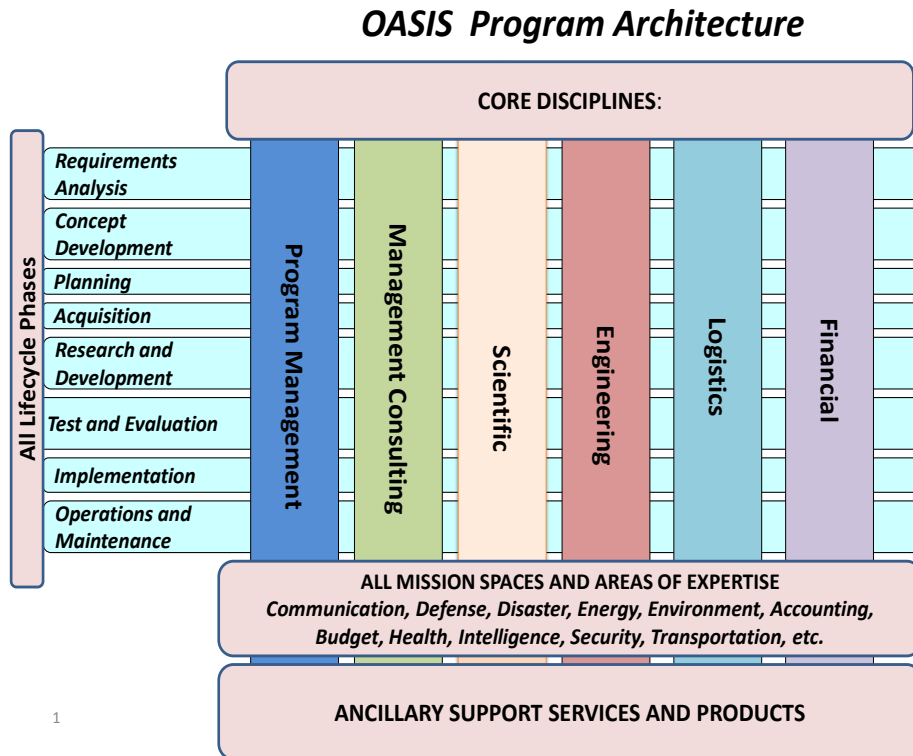 OASIS Program Architecture
CORE DISCIPLINES:
All Lifecycle Phases
Requirements
Analysis
Concept
Development
Planning
Acquisition
Research and
Development
Test and Evaluation
Implementation
Operations and
Maintenance
Program Management
Management Consulting
Scientific
Engineering
Logistics
Financial
ALL MISSION SPACES AND AREAS OF EXPERTISE
Communication, Defense, Disaster, Energy, Environment, Accounting,
Budget, Health, Intelligence, Security, Transportation, etc.
ANCILLARY SUPPORT SERVICES AND PRODUCTS
1